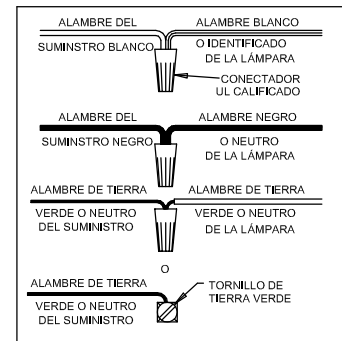 ALAMBRE DEL
SUMINSTRO BLANCO
ALAMBRE BLANCO
O IDENTIFICADO
DE LA LÁMPARA
CONECTADOR
UL CALIFICADO
ALAMBRE DEL
SUMINSTRO NEGRO
ALAMBRE NEGRO
O NEUTRO
DE LA LÁMPARA
ALAMBRE DE TIERRA
VERDE O NEUTRO
DEL SUMINISTRO
ALAMBRE DE TIERRA
VERDE O NEUTRO
DE LA LÁMPARA
O
ALAMBRE DE TIERRA
VERDE O NEUTRO
DEL SUMINISTRO
TORNILLO DE
TIERRA VERDE